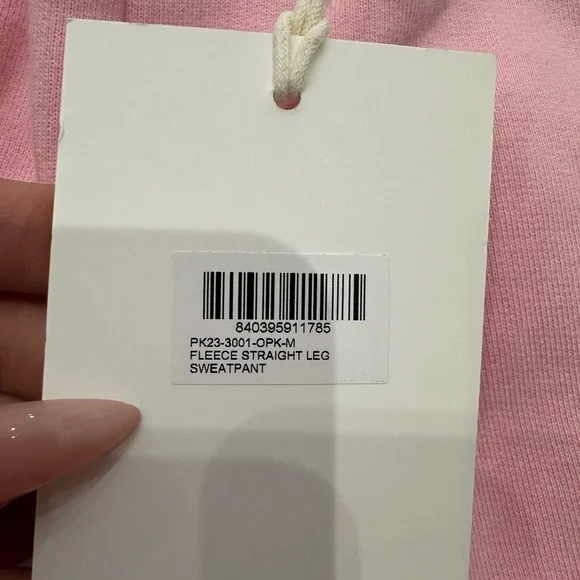 840395911785
PK23-3001-OPK-M
FLEECE STRAIGHT LEG
SWEATPANT